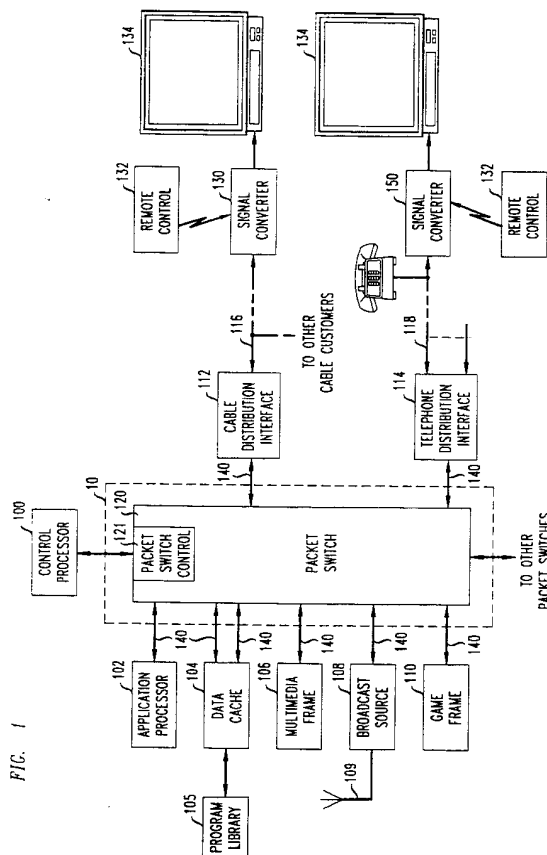 FIG. 1
100
CONTROL
PROCESSOR
10
120
121
PACKET
SWITCH
CONTROL
PACKET
SWITCH
TO OTHER
PACKET SWITCHES
102
APPLICATION
PROCESSOR
140
104
DATA
CACHE
140
140
105
PROGRAM
LIBRARY
106
MULTIMEDIA
FRAME
140
108
BROADCAST
SOURCE
140
109
110
GAME
FRAME
140
112
CABLE
DISTRIBUTION
INTERFACE
140
116
TO OTHER
CABLE CUSTOMERS
130
SIGNAL
CONVERTER
132
REMOTE
CONTROL
134
114
TELEPHONE
DISTRIBUTION
INTERFACE
140
118
150
SIGNAL
CONVERTER
132
REMOTE
CONTROL
134